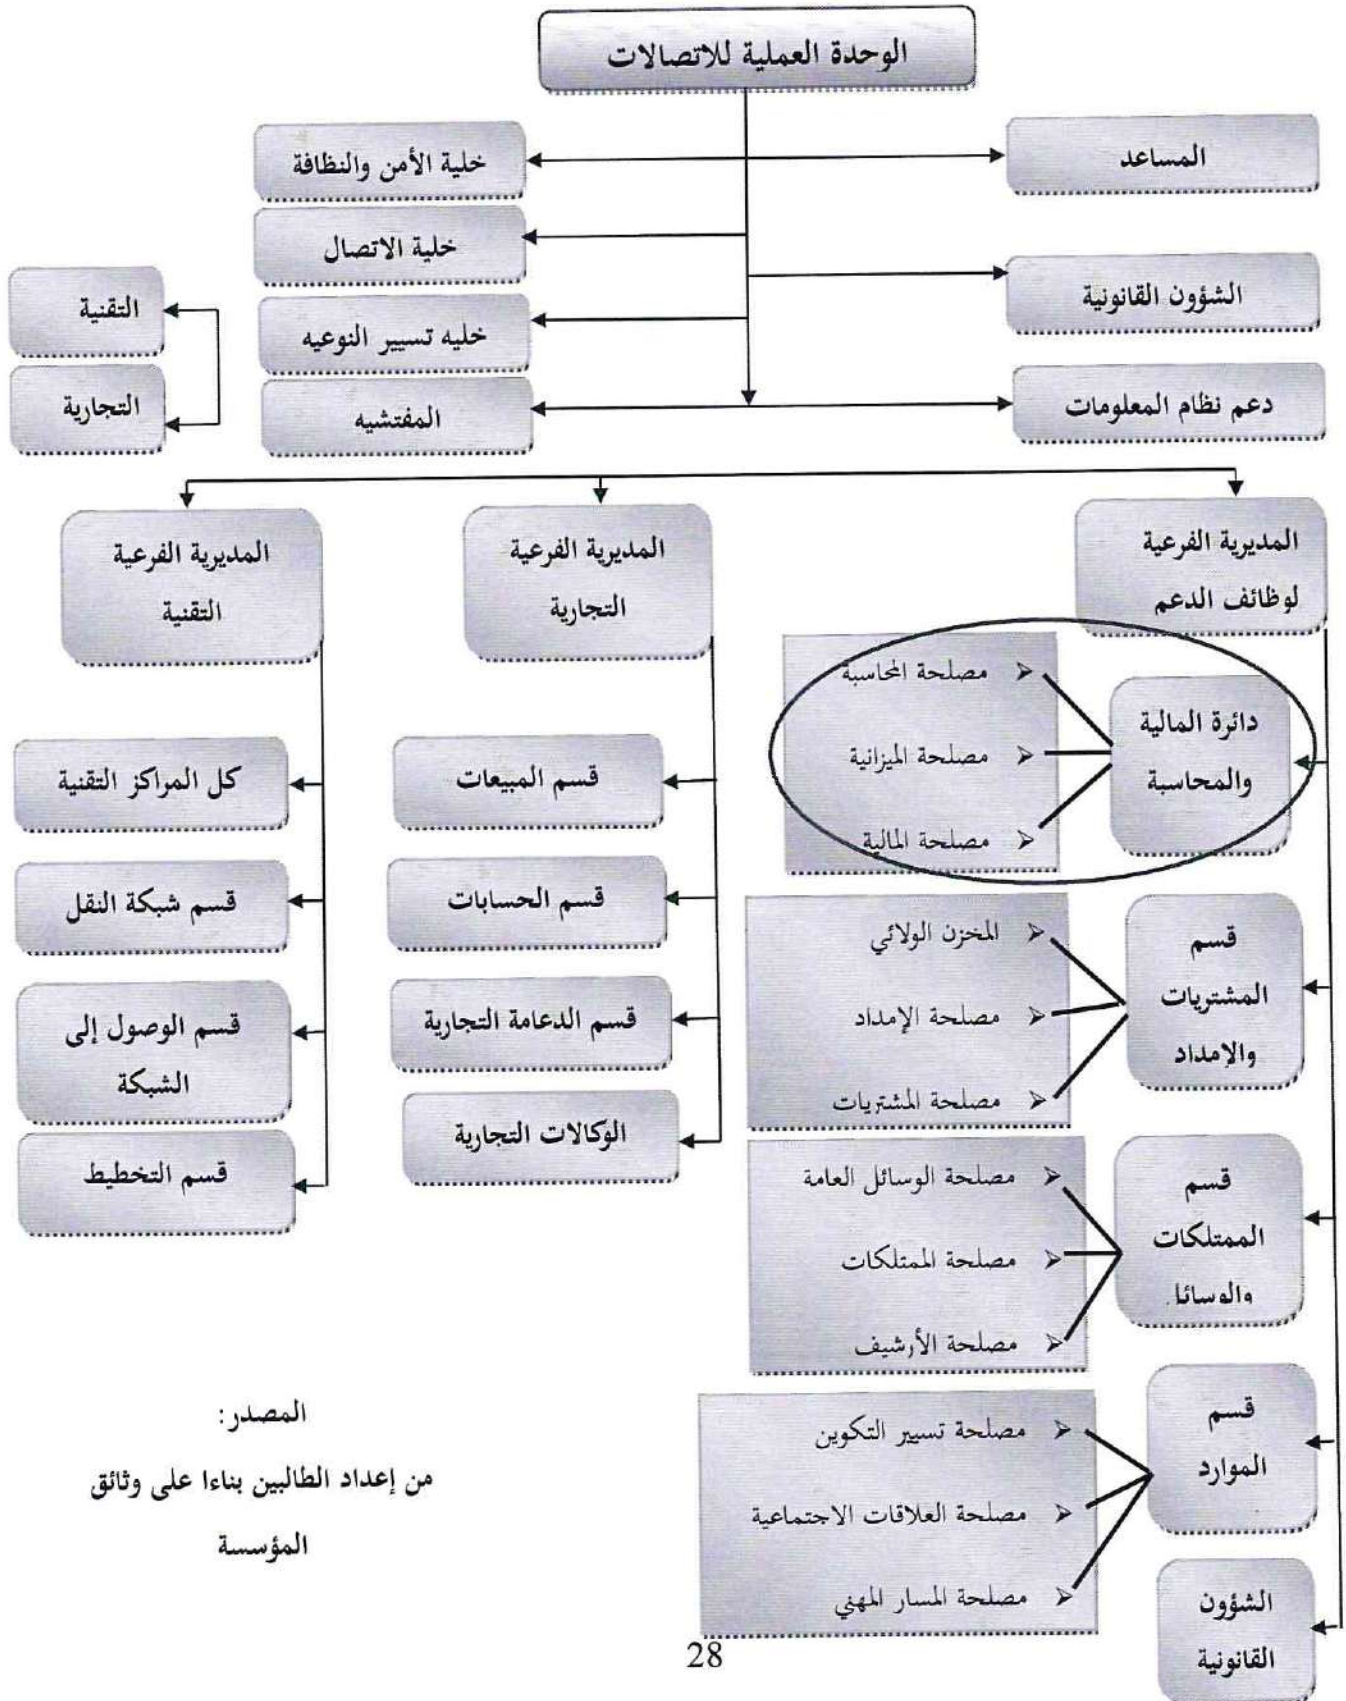 الوحدة العملية للاتصالات
المساعد
خلية الأمن والنظافة
خلية الاتصال
الشؤون القانونية
خليه تسيير النوعيه
دعم نظام المعلومات
المفتشيه
التقنية
التجارية
المديرية الفرعية
لوظائف الدعم
المديرية الفرعية
التجارية
المديرية الفرعية
التقنية
دائرة المالية
والمحاسبة
مصلحة المحاسبة
مصلحة الميزانية
مصلحة المالية
قسم
المشتريات
والإمداد
المخزن الولائي
مصلحة الإمداد
مصلحة المشتريات
قسم
الممتلكات
والوسائل
مصلحة الوسائل العامة
مصلحة الممتلكات
مصلحة الأرشيف
قسم
الموارد
مصلحة تسيير التكوين
مصلحة العلاقات الاجتماعية
مصلحة المسار المهني
الشؤون
القانونية
قسم المبيعات
قسم الحسابات
قسم الدعامة التجارية
الوكالات التجارية
كل المراكز التقنية
قسم شبكة النقل
قسم الوصول إلى
الشبكة
قسم التخطيط
المصدر:
من إعداد الطالبين بناءا على وثائق
المؤسسة
28